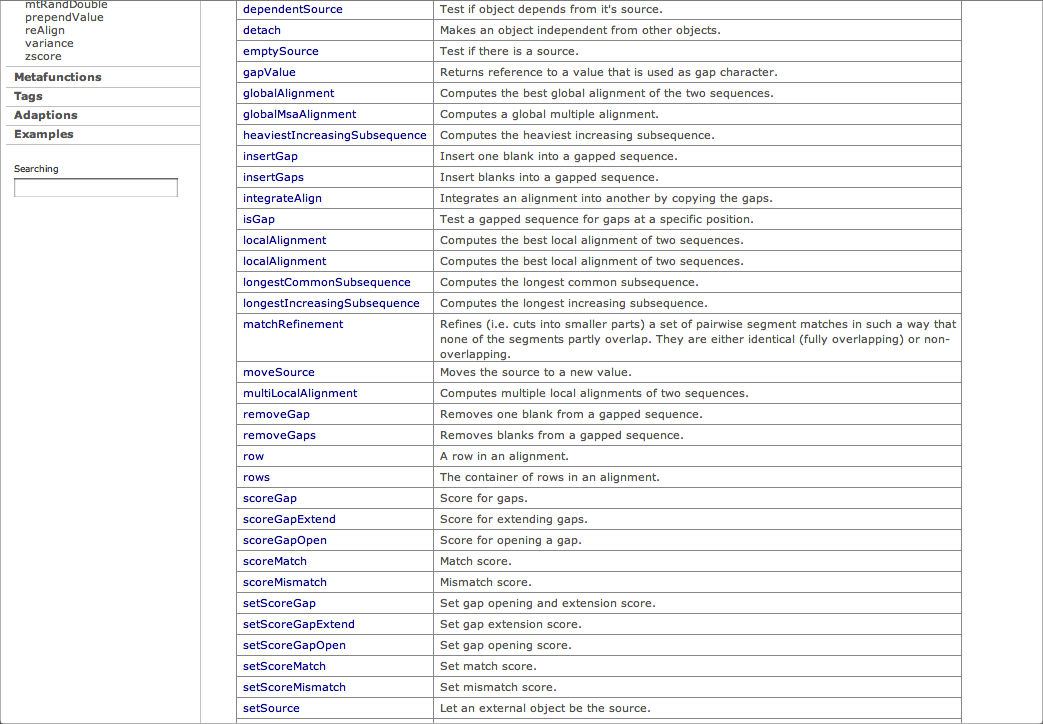 mtRandDouble
prependValue
reAlign
variance
zscore
Metafunctions
Tags
Adaptions
Examples
Searching
dependentSource Test if object depends from it's source.
detach Makes an object independent from other objects.
emptySource Test if there is a source.
gapValue Returns reference to a value that is used as gap character.
globalAlignment Computes the best global alignment of the two sequences.
globalMsaAlignment Computes a global multiple alignment.
heaviestIncreasingSubsequence Computes the heaviest increasing subsequence.
insertGap Insert one blank into a gapped sequence.
insertGaps Insert blanks into a gapped sequence.
integrateAlign Integrates an alignment into another by copying the gaps.
isGap Test a gapped sequence for gaps at a specific position.
localAlignment Computes the best local alignment of two sequences.
localAlignment Computes the best local alignment of two sequences.
longestCommonSubsequence Computes the longest common subsequence.
longestIncreasingSubsequence Computes the longest increasing subsequence.
matchRefinement Refines (i.e. cuts into smaller parts) a set of pairwise segment matches in such a way that
none of the segments partly overlap. They are either identical (fully overlapping) or non-
overlapping.
moveSource Moves the source to a new value.
multiLocalAlignment Computes multiple local alignments of two sequences.
removeGap Removes one blank from a gapped sequence.
removeGaps Removes blanks from a gapped sequence.
row A row in an alignment.
rows The container of rows in an alignment.
scoreGap Score for gaps.
scoreGapExtend Score for extending gaps.
scoreGapOpen Score for opening a gap.
scoreMatch Match score.
scoreMismatch Mismatch score.
setScoreGap Set gap opening and extension score.
setScoreGapExtend Set gap extension score.
setScoreGapOpen Set gap opening score.
setScoreMatch Set match score.
setScoreMismatch Set mismatch score.
setSource Let an external object be the source.